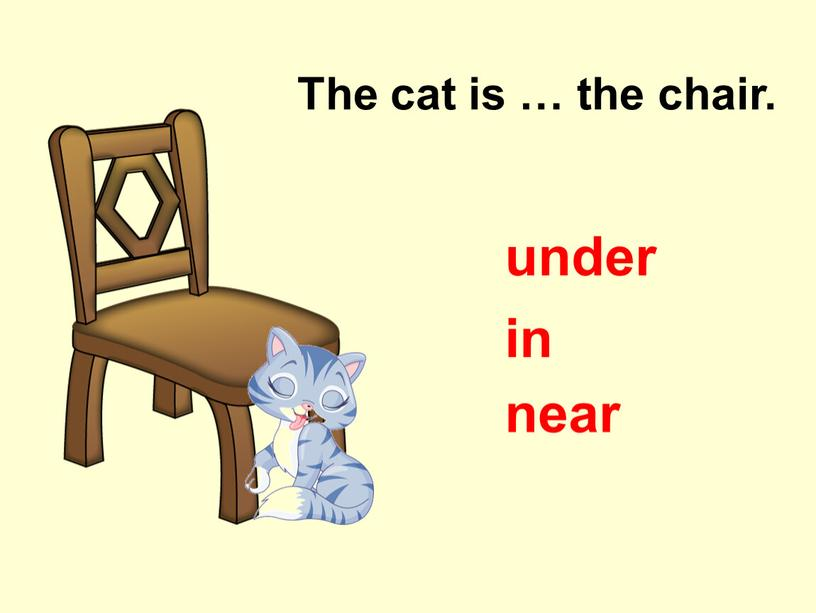 The cat is … the chair.
under
in
near